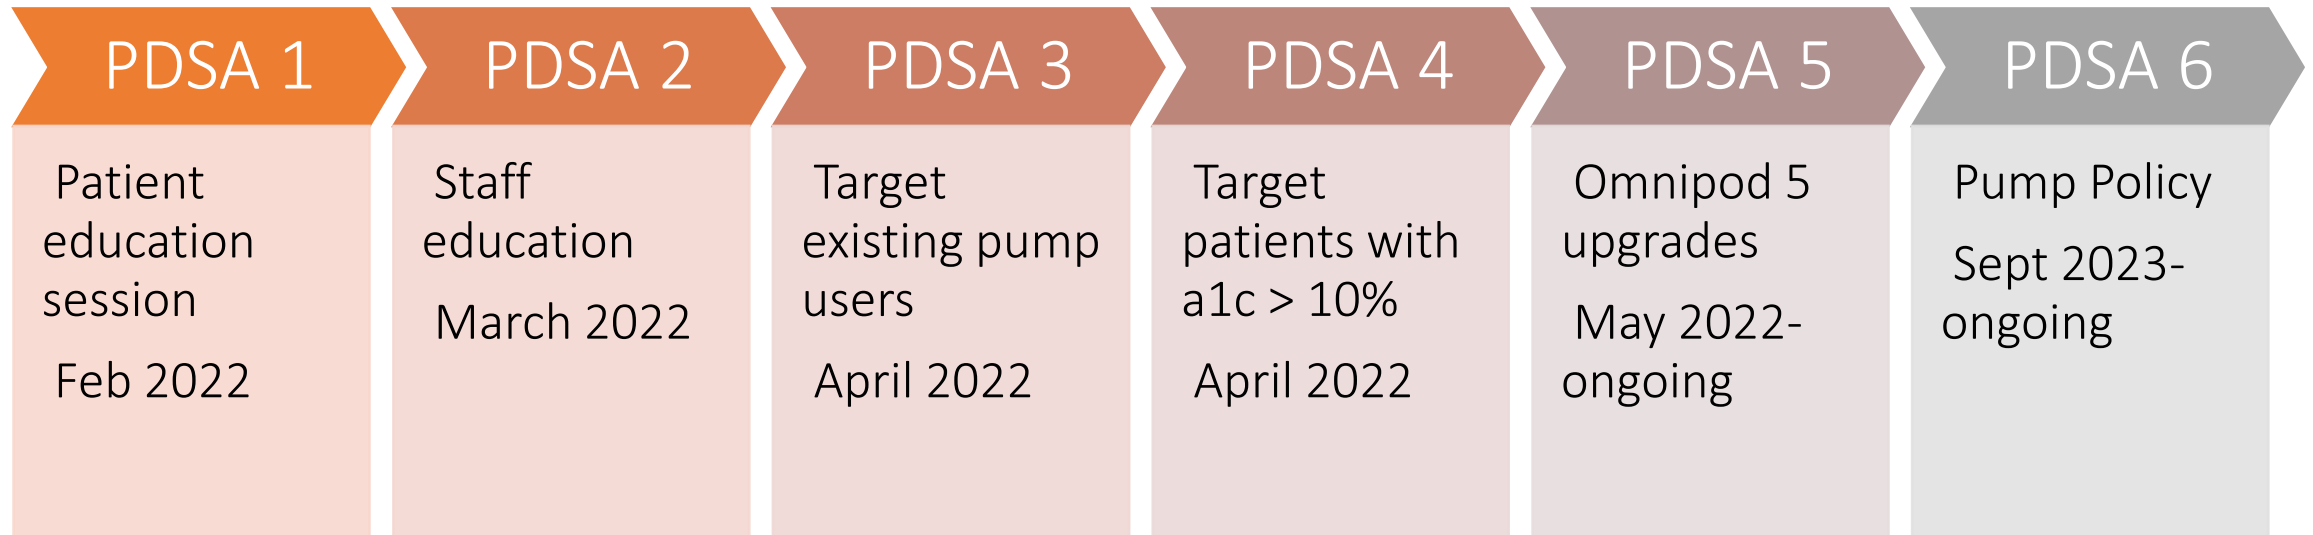 PDSA 1
Patient
education
session
Feb 2022
PDSA 2
Staff
education
March 2022
PDSA 3
Target
existing pump
users
April 2022
PDSA 4
Target
patients with
a1c > 10%
April 2022
PDSA 5
Omnipod 5
upgrades
May 2022-
ongoing
PDSA 6
Pump Policy
Sept 2023-
ongoing